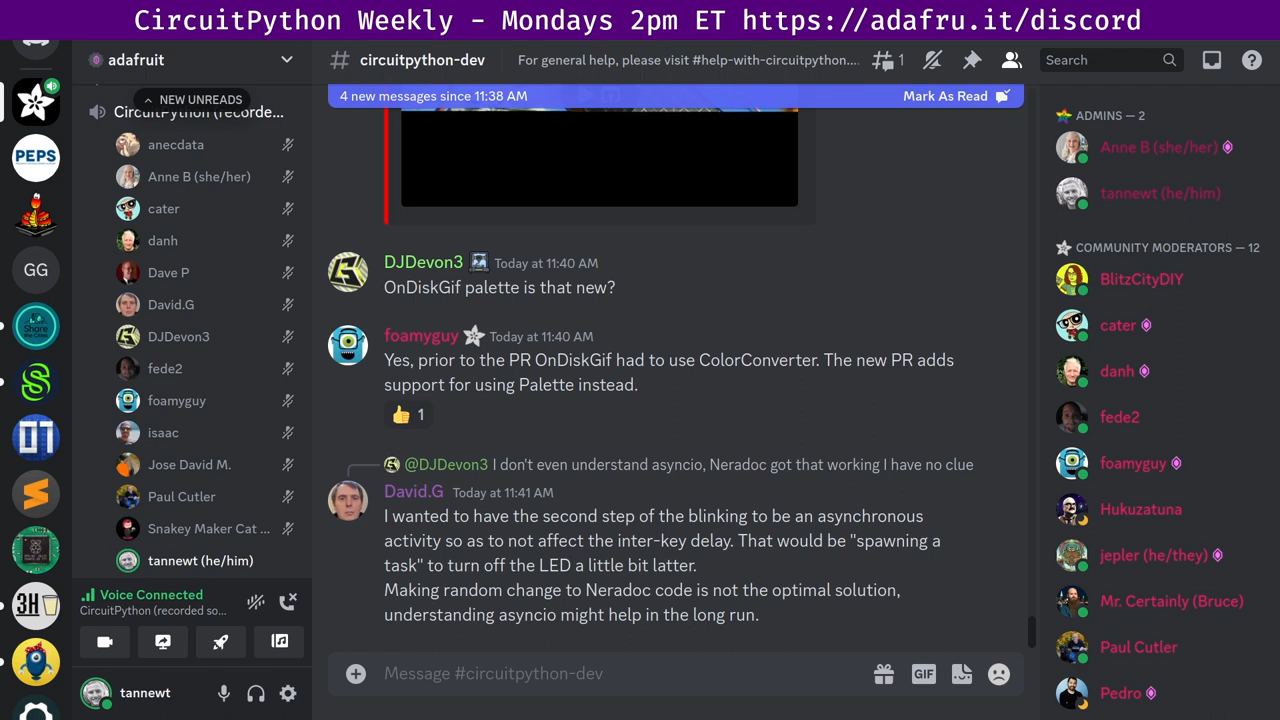 CircuitPython Weekly - Mondays 2pm ET https://adafru.it/discord
adafruit
NEW UNREADS
CircuitPython (recorde...
anecdata
Anne B (she/her)
cater
danh
Dave P
David.G
DJDevon3
fede2
foamyguy
isaac
Jose David M.
Paul Cutler
Snakey Maker Cat ...
tannewt (he/him)
Voice Connected
CircuitPython (recorded so...
tannewt
PEPS
GG
Share the Cities
07
3H
circuitpython-dev
For general help, please visit #help-with-circuitpython....
1
Search
4 new messages since 11:38 AM
Mark As Read
DJDevon3 Today at 11:40 AM
OnDiskGif palette is that new?
foamyguy Today at 11:40 AM
Yes, prior to the PR OnDiskGif had to use ColorConverter. The new PR adds
support for using Palette instead.
1
@DJDevon3 I don't even understand asyncio, Neradoc got that working I have no clue
David.G Today at 11:41 AM
I wanted to have the second step of the blinking to be an asynchronous
activity so as to not affect the inter-key delay. That would be "spawning a
task" to turn off the LED a little bit latter.
Making random change to Neradoc code is not the optimal solution,
understanding asyncio might help in the long run.
Message #circuitpython-dev
GIF
ADMINS — 2
Anne B (she/her)
tannewt (he/him)
COMMUNITY MODERATORS — 12
BlitzCityDIY
cater
danh
fede2
foamyguy
Hukuzatuna
jepler (he/they)
Mr. Certainly (Bruce)
Paul Cutler
Pedro